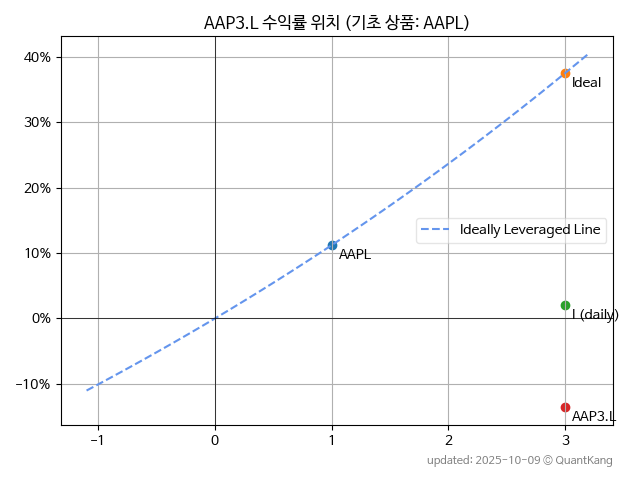 AAP3.L 수익률 위치 (기초 상품: AAPL)
40%
Ideal
30%
20%
Ideally Leveraged Line
10%
AAPL
0%
I (daily)
−10%
AAP3.L
−1
0
1
2
3
updated: 2025-10-09 © QuantKang